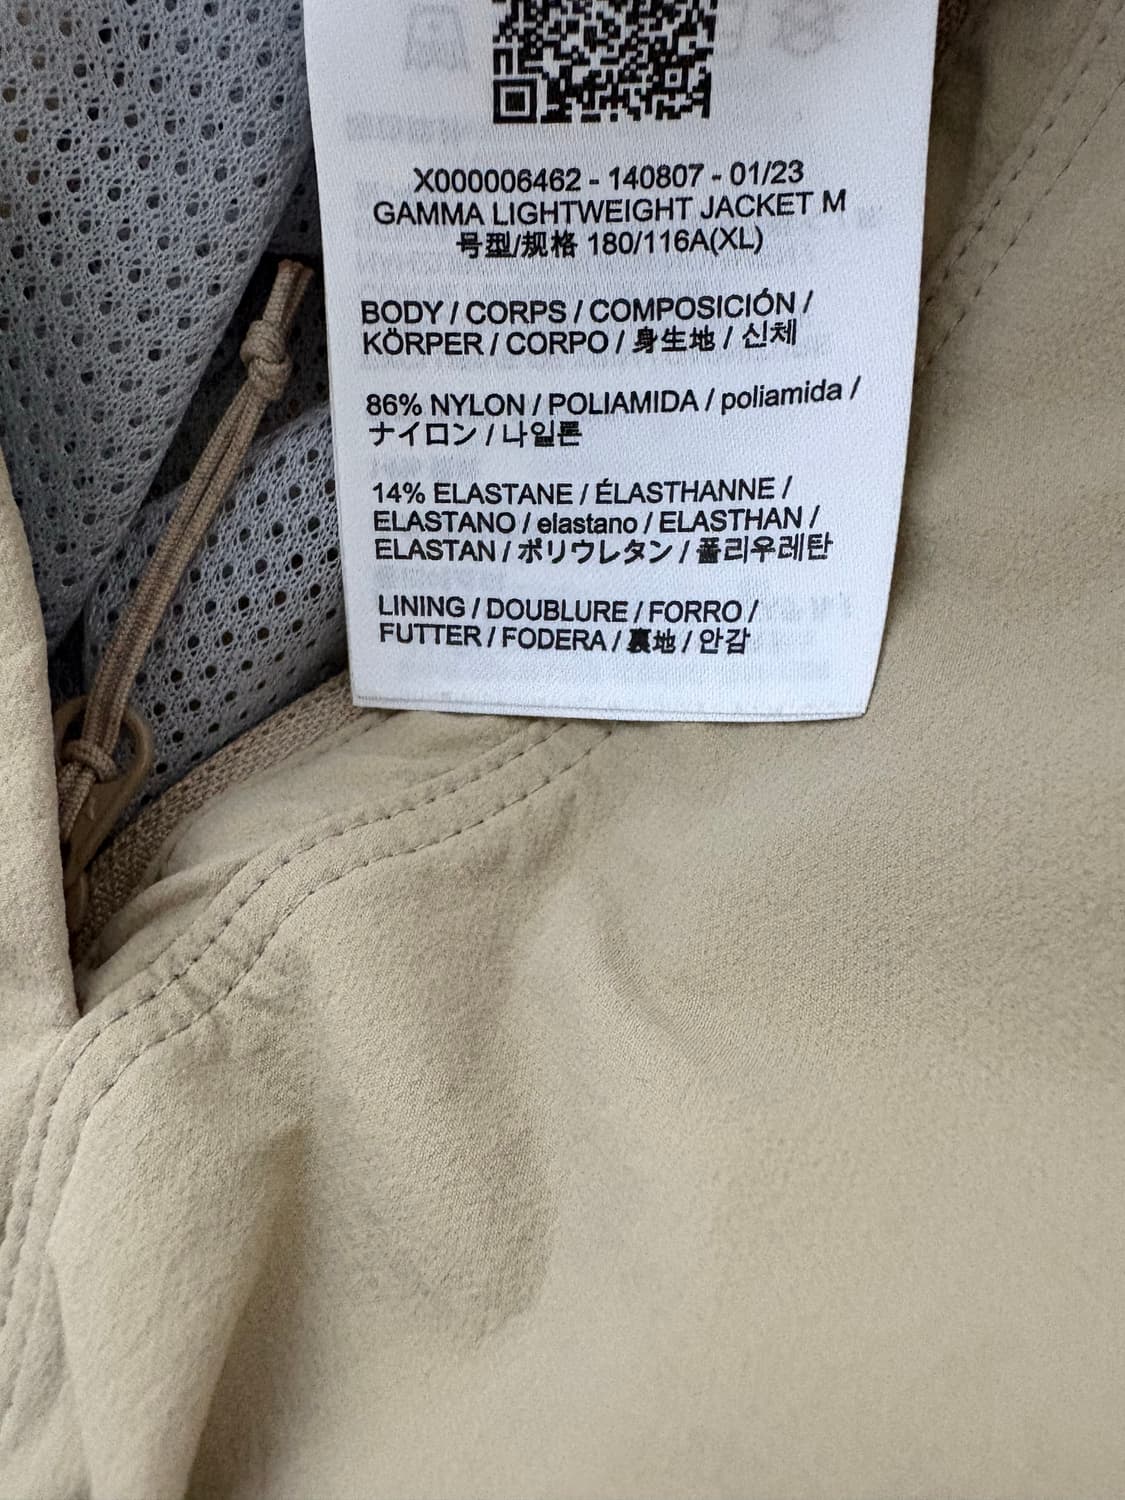 X000006462 - 140807 - 01/23
GAMMA LIGHTWEIGHT JACKET M
号型/规格 180/116A(XL)
BODY / CORPS / COMPOSICIÓN /
KÖRPER / CORPO / 身生地 / 신체
86% NYLON / POLIAMIDA / poliamida /
ナイロン / 나일론
14% ELASTANE / ÉLASTHANNE /
ELASTANO / elastano / ELASTHAN /
ELASTAN / ポリウレタン / 폴리우레탄
LINING / DOUBLURE / FORRO /
FUTTER / FODERA / 裏地 / 안감